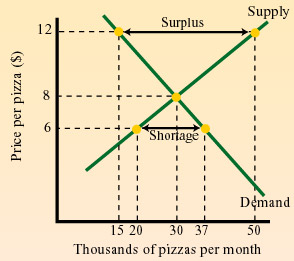 Supply
Surplus
12
8
6
Shortage
Demand
15 20 30 37 50
Price per pizza ($)
Thousands of pizzas per month